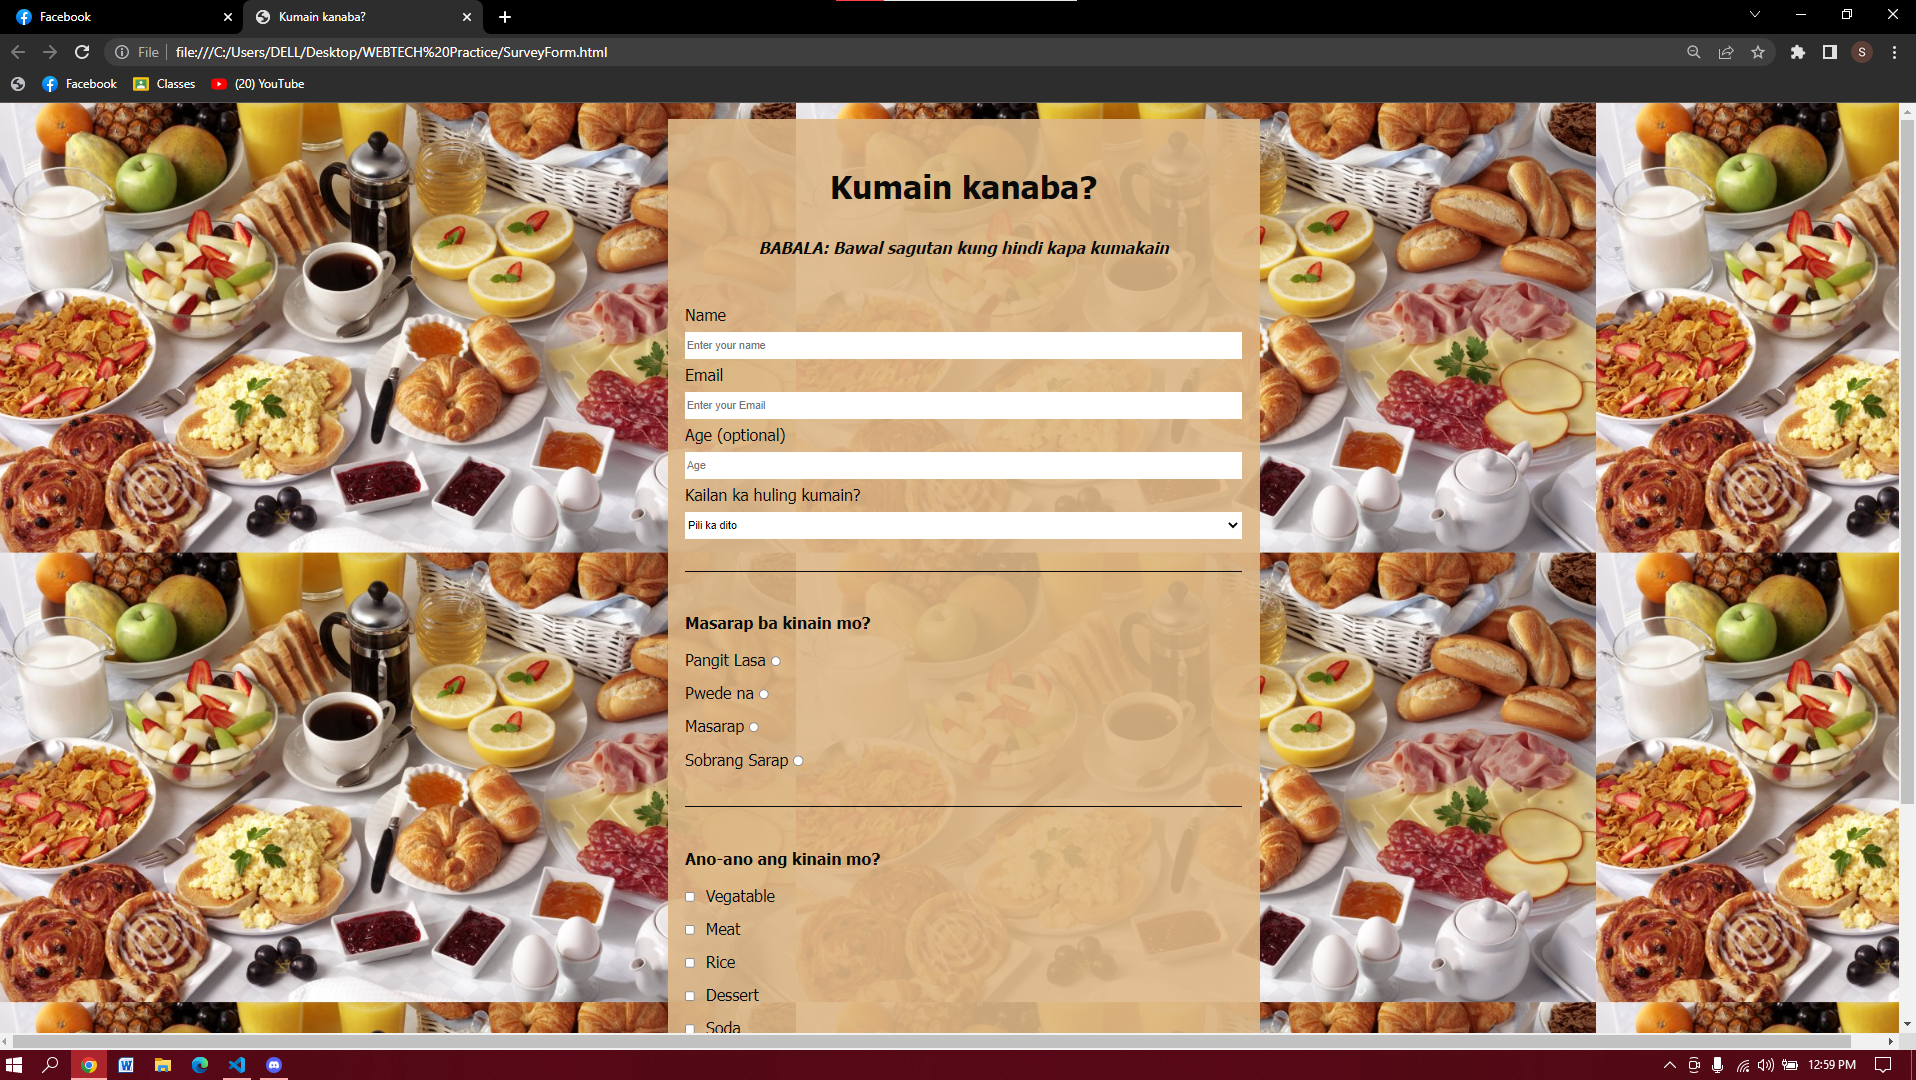 Facebook
Kumain kanaba?
File
file:///C:/Users/DELL/Desktop/WEBTECH%20Practice/SurveyForm.html
S
Facebook
Classes
(20) YouTube
Kumain kanaba?
BABALA: Bawal sagutan kung hindi kapa kumakain
Name
Enter your name
Email
Enter your Email
Age (optional)
Age
Kailan ka huling kumain?
Pili ka dito
Masarap ba kinain mo?
Pangit Lasa
Pwede na
Masarap
Sobrang Sarap
Ano-ano ang kinain mo?
Vegatable
Meat
Rice
Dessert
Soda
12:59 PM